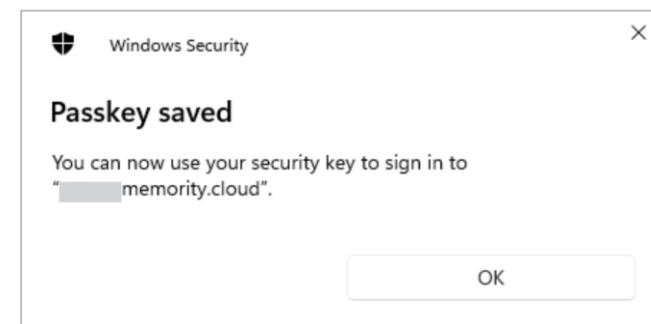 Windows Security
Passkey saved
You can now use your security key to sign in to
“ memority.cloud”.
OK